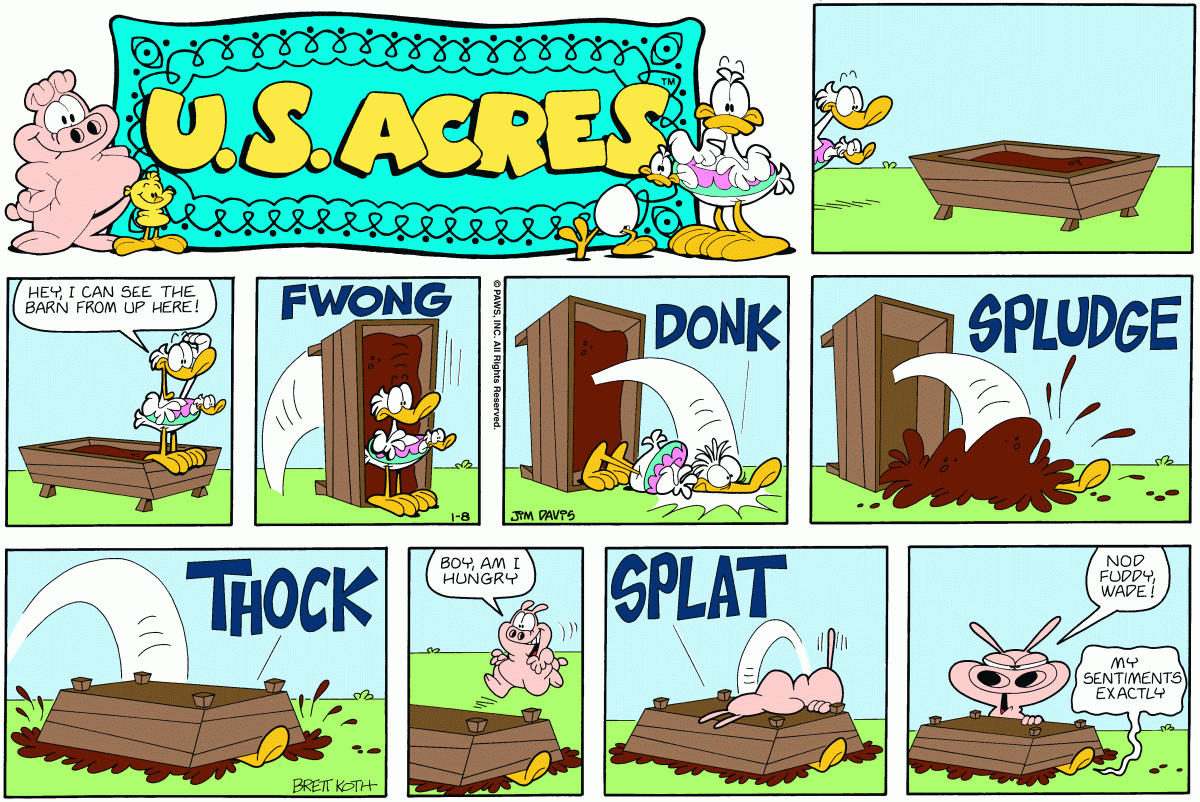 U.S. ACRES
TM
HEY, I CAN SEE THE
BARN FROM UP HERE!
FWONG
1-8
© PAWS, INC. All Rights Reserved.
DONK
JIM DAVIS
SPLUDGE
THOCK
BRETT KOTH
BOY, AM I
HUNGRY
SPLAT
NOD
FUDDY,
WADE!
MY
SENTIMENTS
EXACTLY